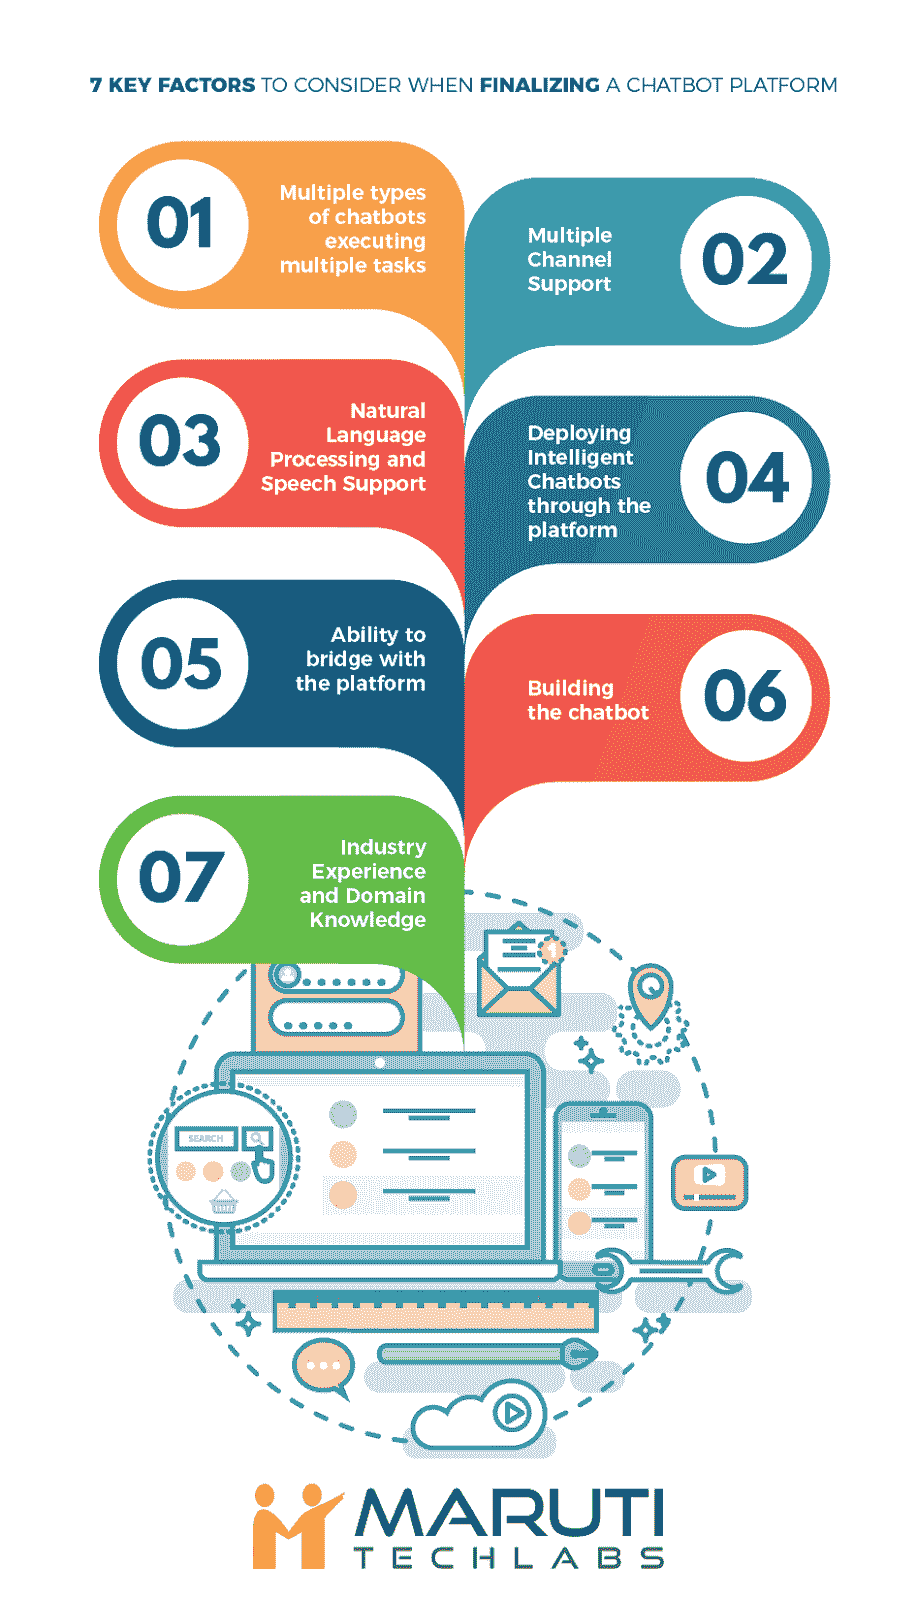 7 KEY FACTORS TO CONSIDER WHEN FINALIZING A CHATBOT PLATFORM
01
Multiple types
of chatbots
executing
multiple tasks
Multiple
Channel
Support
02
03
Natural
Language
Processing and
Speech Support
Deploying
Intelligent
Chatbots
through the
platform
04
05
Ability to
bridge with
the platform
Building
the chatbot
06
07
Industry
Experience
and Domain
Knowledge
1
SEARCH
MARUTI
TECHLABS